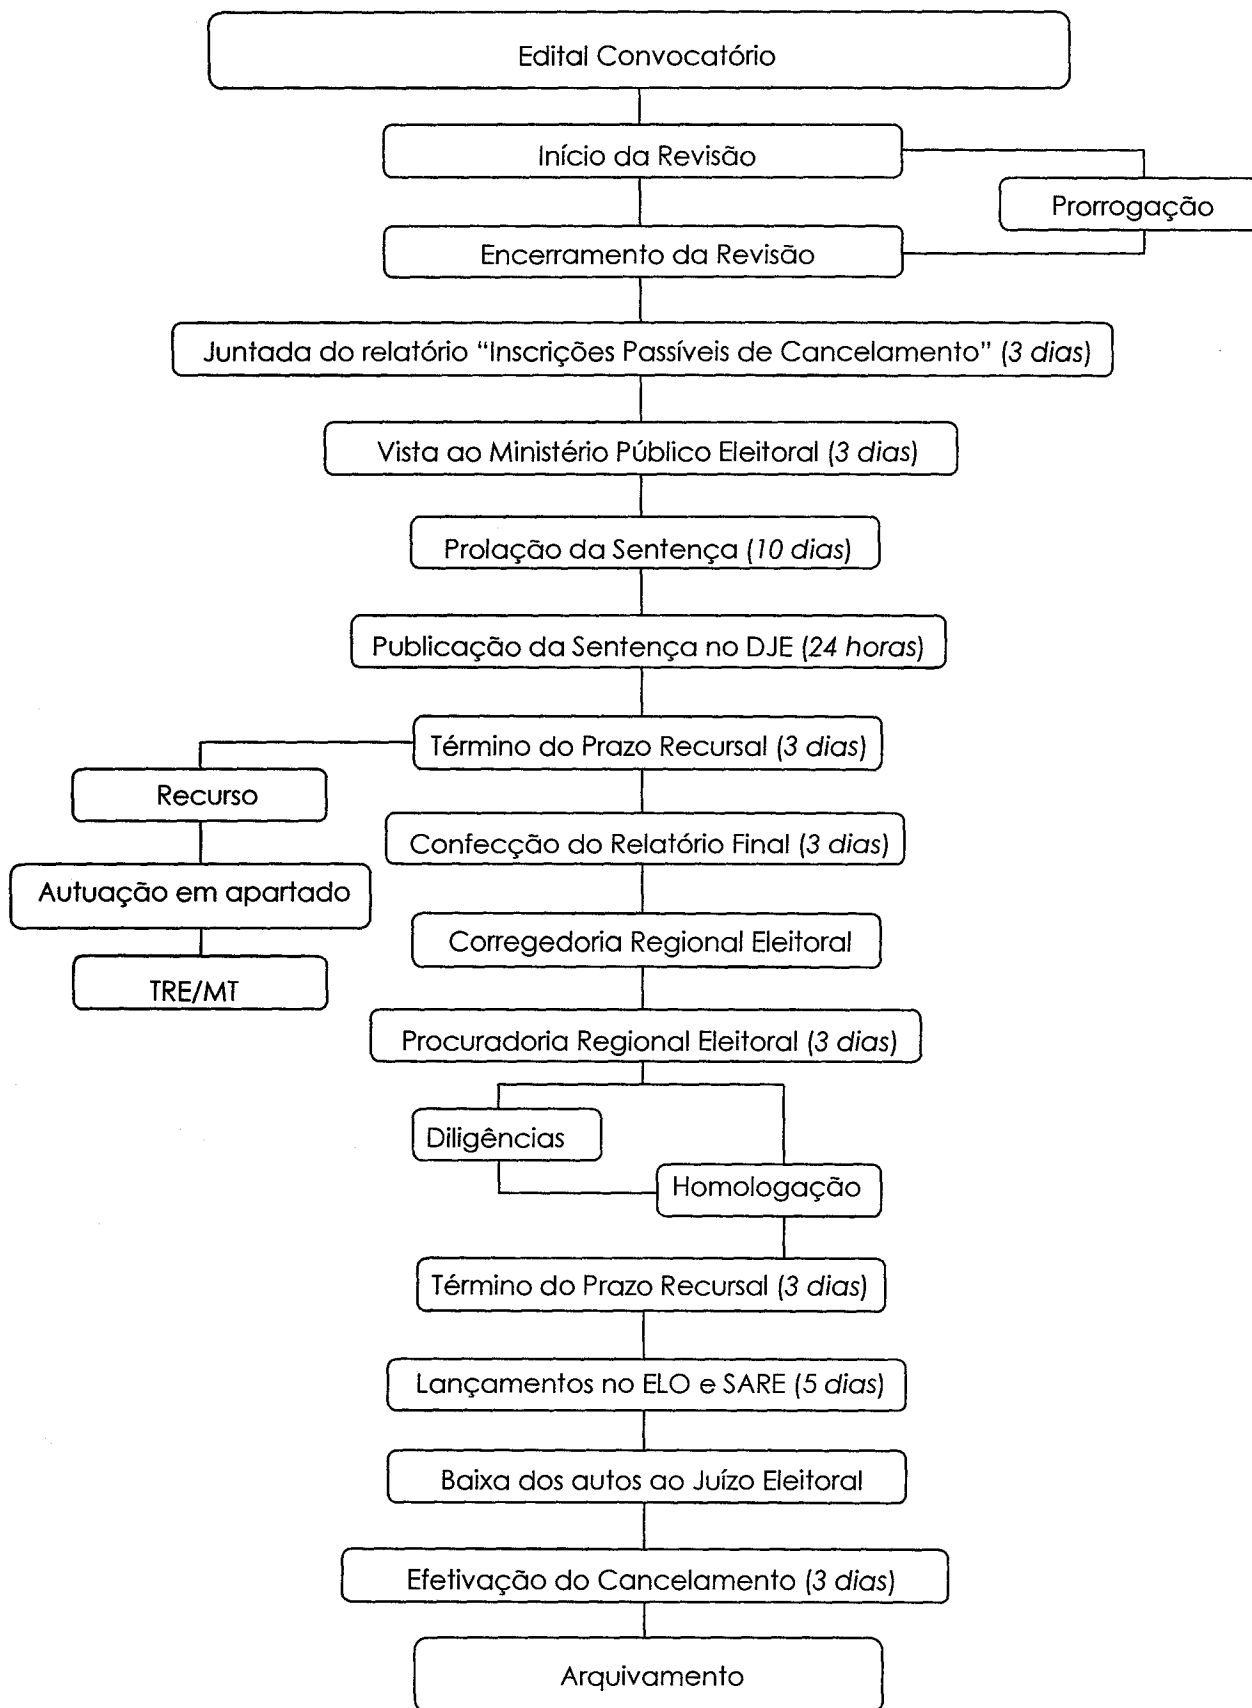 Edital Convocatório
Início da Revisão
Prorrogação
Encerramento da Revisão
Juntada do relatório “Inscrições Passíveis de Cancelamento” (3 dias)
Vista ao Ministério Público Eleitoral (3 dias)
Prolação da Sentença (10 dias)
Publicação da Sentença no DJE (24 horas)
Término do Prazo Recursal (3 dias)
Recurso
Confecção do Relatório Final (3 dias)
Autuação em apartado
Corregedoria Regional Eleitoral
TRE/MT
Procuradoria Regional Eleitoral (3 dias)
Diligências
Homologação
Término do Prazo Recursal (3 dias)
Lançamentos no ELO e SARE (5 dias)
Baixa dos autos ao Juízo Eleitoral
Efetivação do Cancelamento (3 dias)
Arquivamento